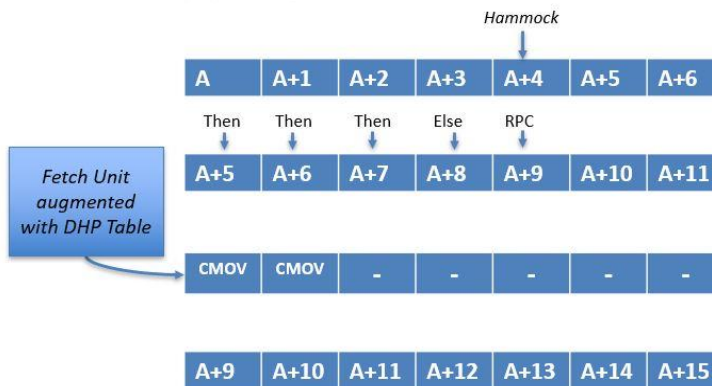 Hammock
A A+1 A+2 A+3 A+4 A+5 A+6
Then Then Then Else RPC
A+5 A+6 A+7 A+8 A+9 A+10 A+11
Fetch Unit
augmented
with DHP Table
CMOV CMOV - - - - -
A+9 A+10 A+11 A+12 A+13 A+14 A+15